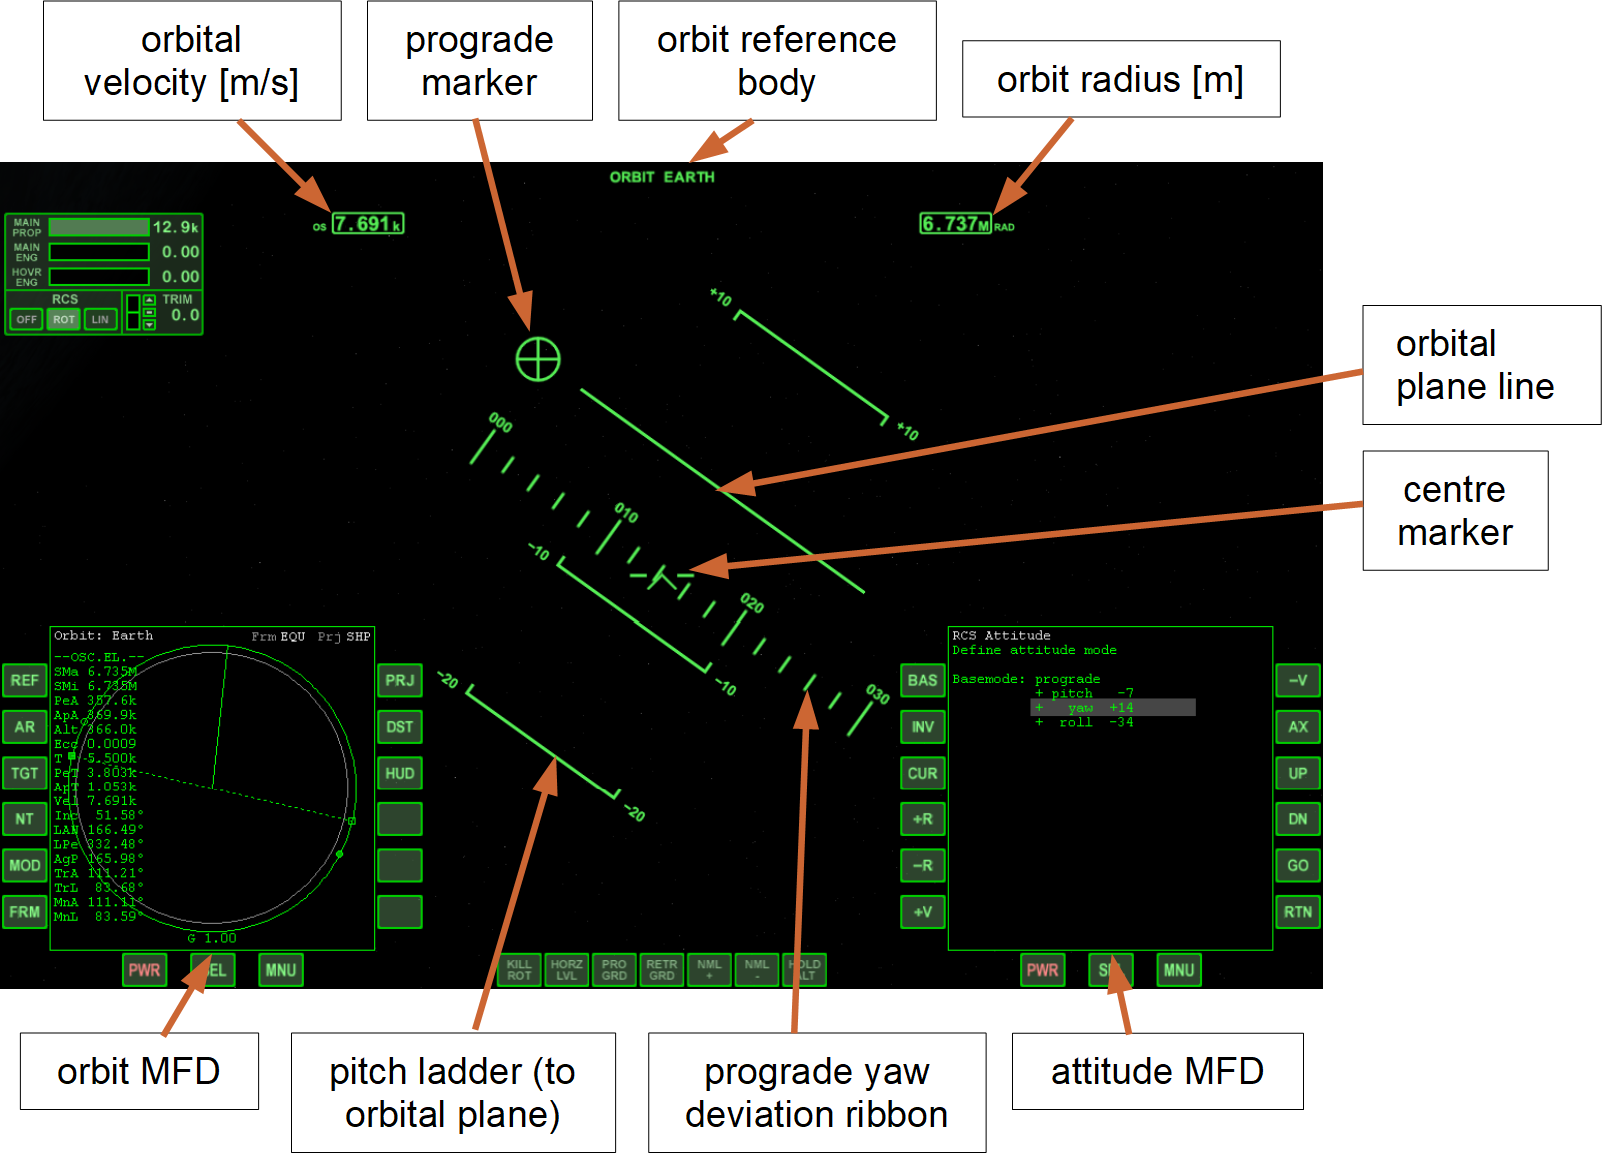 orbital
velocity [m/s]
prograde
marker
orbit reference
body
orbit radius [m]
ORBIT EARTH
OS 7.691k
6.737M RAD
MAIN
PROP
12.9k
MAIN
ENG
0.00
HOVR
ENG
0.00
RCS
OFF
ROT
LIN
TRIM
0.0
+10
+10
orbital
plane line
000
010
centre
marker
-10
020
-10
030
-20
-20
Orbit: Earth
Frm EQU Prj SHP
--OSC.EL.--
SMa 6.735M
SMi 6.735M
PeA 357.6k
ApA 369.9k
Alt 366.0k
Ecc 0.0009
T 5.500k
PeT 3.803k
ApT 1.053k
Vel 7.691k
Inc 51.58°
LAN 166.49°
LPe 332.48°
AgP 165.98°
TrA 111.21°
TrL 83.68°
MnA 111.11°
MnL 83.59°
G 1.00
REF
AR
TGT
NT
MOD
FRM
PRJ
DST
HUD
PWR
SEL
MNU
RCS Attitude
Define attitude mode
Basemode: prograde
+ pitch -7
+ yaw +14
+ roll -34
BAS
INV
CUR
+R
-R
+V
-V
AX
UP
DN
GO
RTN
PWR
MNU
KILL
ROT
HORZ
LVL
PRO
GRD
RETR
GRD
NML
+
NML
-
HOLD
ALT
orbit MFD
pitch ladder (to
orbital plane)
prograde yaw
deviation ribbon
attitude MFD